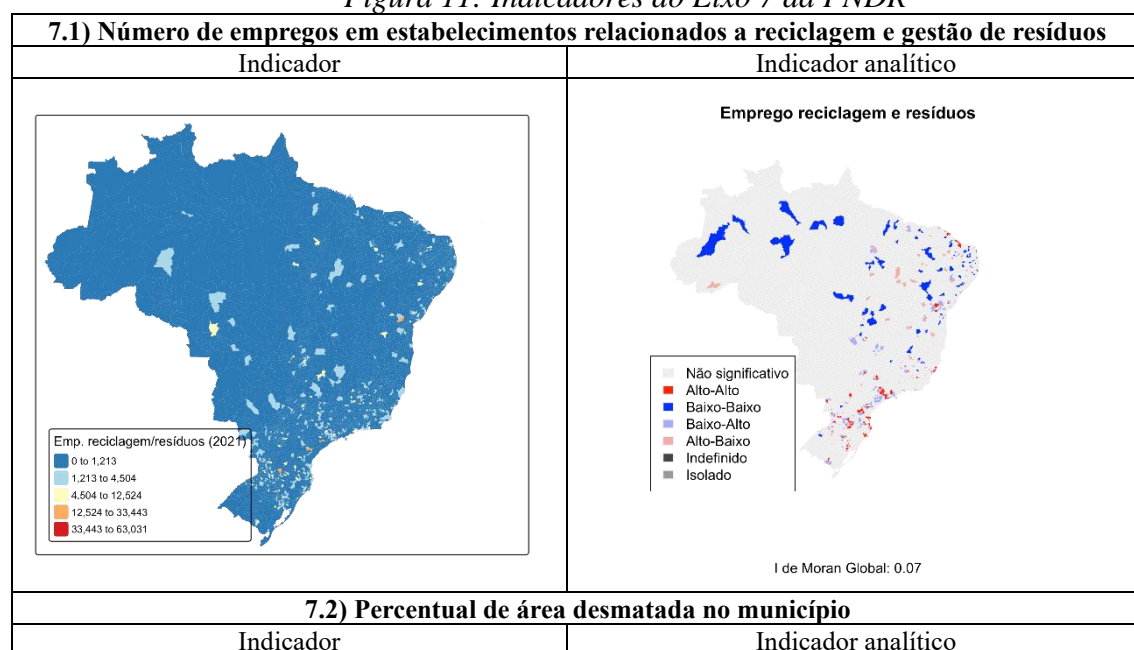 Figura 11: Indicadores do Eixo 7 da PNDR
7.1) Número de empregos em estabelecimentos relacionados a reciclagem e gestão de resíduos
Indicador
Indicador analítico
Emp. reciclagem/resíduos (2021)
0 to 1,213
1,213 to 4,504
4,504 to 12,524
12,524 to 33,443
33,443 to 63,031
Emprego reciclagem e resíduos
Não significativo
Alto-Alto
Baixo-Baixo
Baixo-Alto
Alto-Baixo
Indefinido
Isolado
I de Moran Global: 0.07
7.2) Percentual de área desmatada no município
Indicador
Indicador analítico